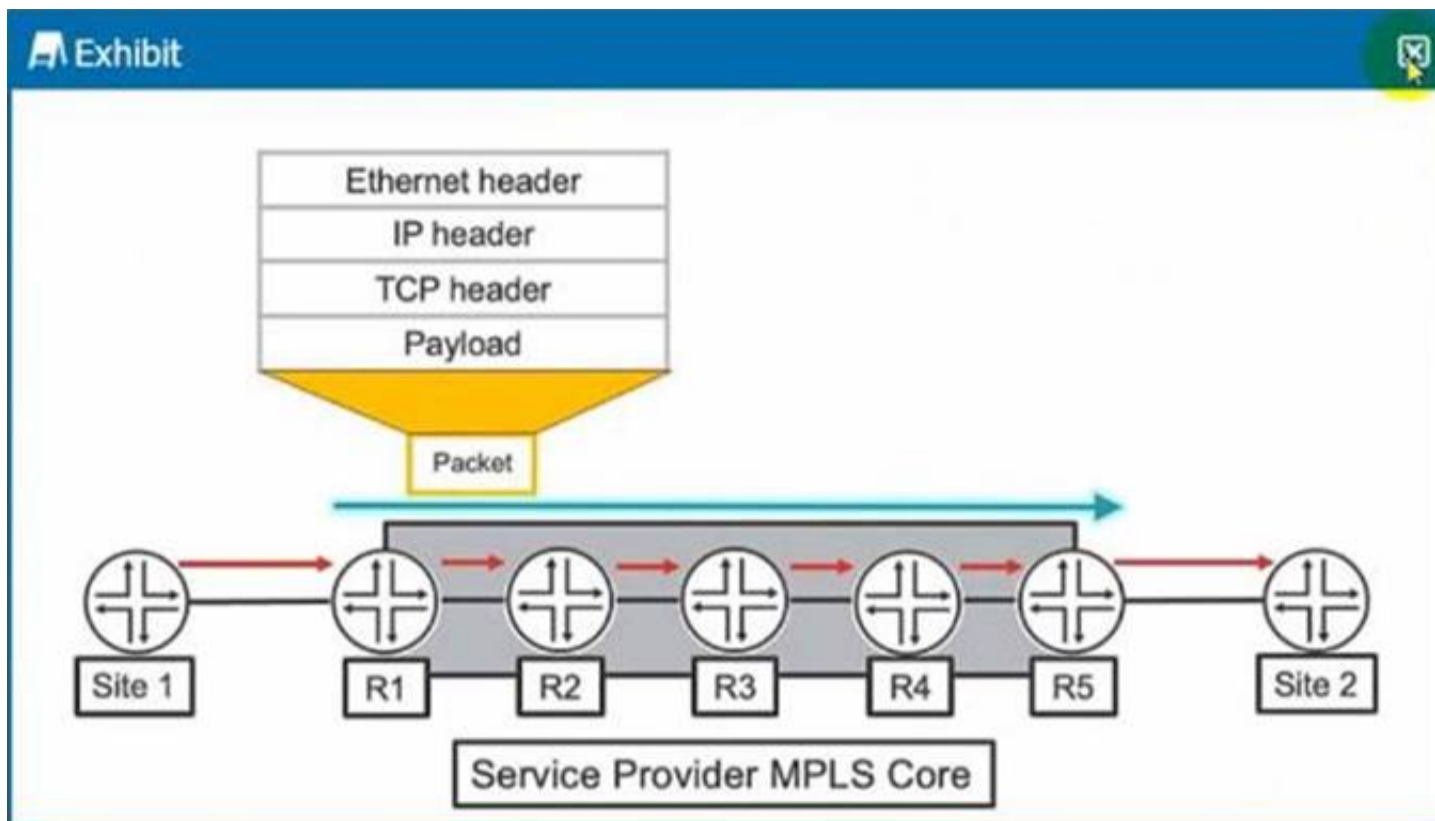 Exhibit
Ethernet header
IP header
TCP header
Payload
Packet
Site 1
R1
R2
R3
R4
R5
Site 2
Service Provider MPLS Core